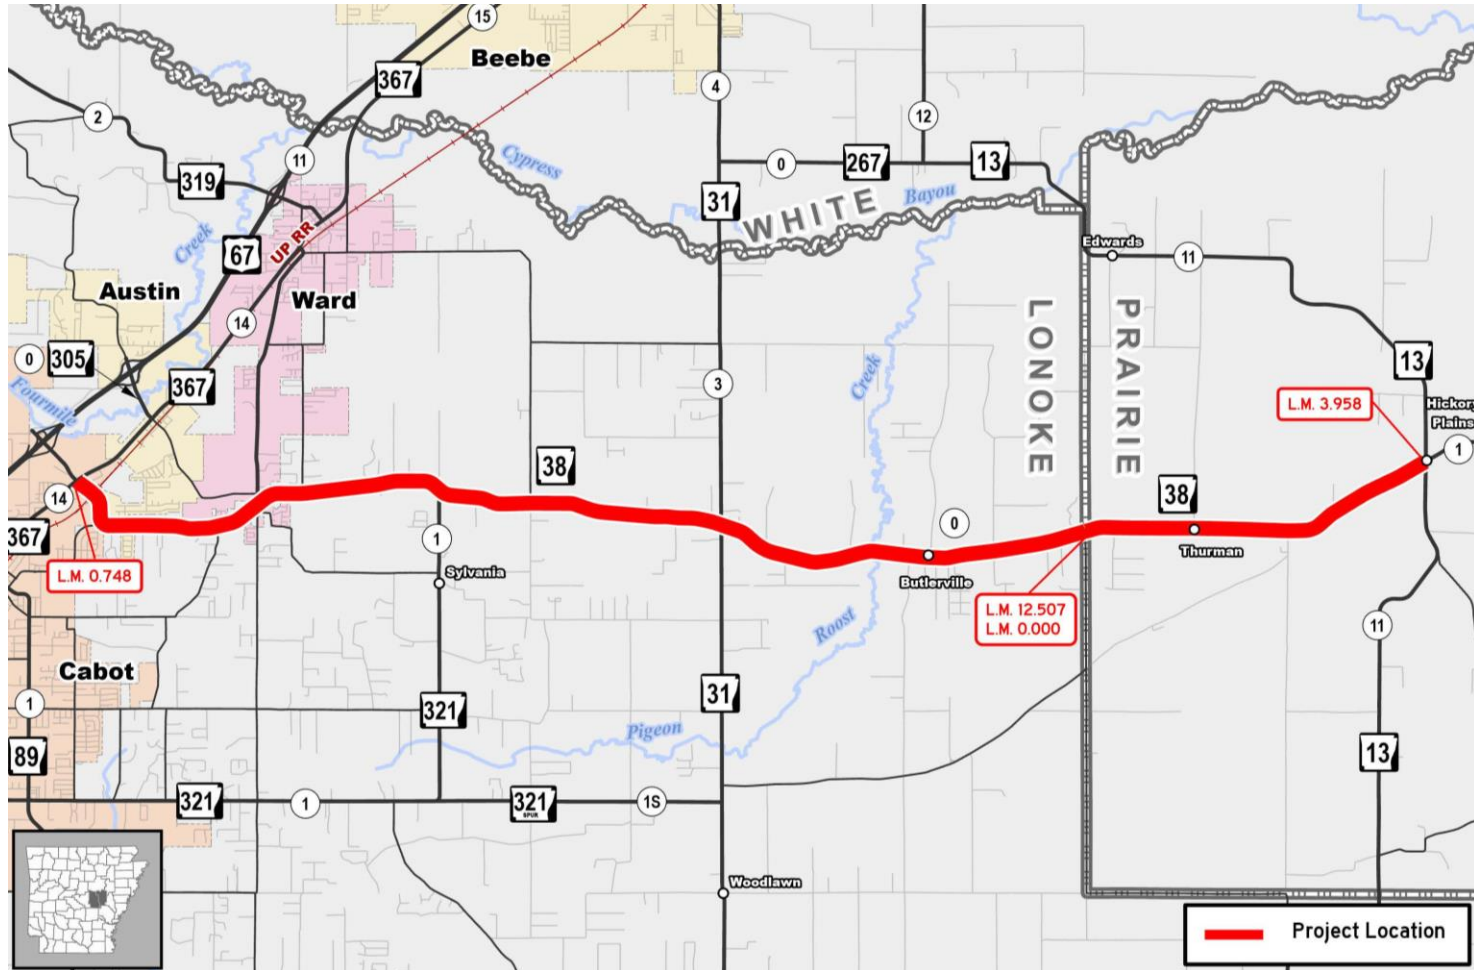 15
Beebe
367
4
2
12
11
Cypress
319
0
267
13
31
WHITE
Bayou
Creek
UP RR
67
Edwards
11
Austin
Ward
LONOKE
PRAIRIE
14
0
305
367
3
Creek
13
Fourmile
L.M. 3.958
Hickory
Plains
1
38
38
14
367
0
1
Thurman
L.M. 0.748
Sylvania
Butlerville
L.M. 12.507
L.M. 0.000
Roost
11
Cabot
1
321
31
Pigeon
89
13
321
1
321
SPUR
1S
Woodlawn
Project Location